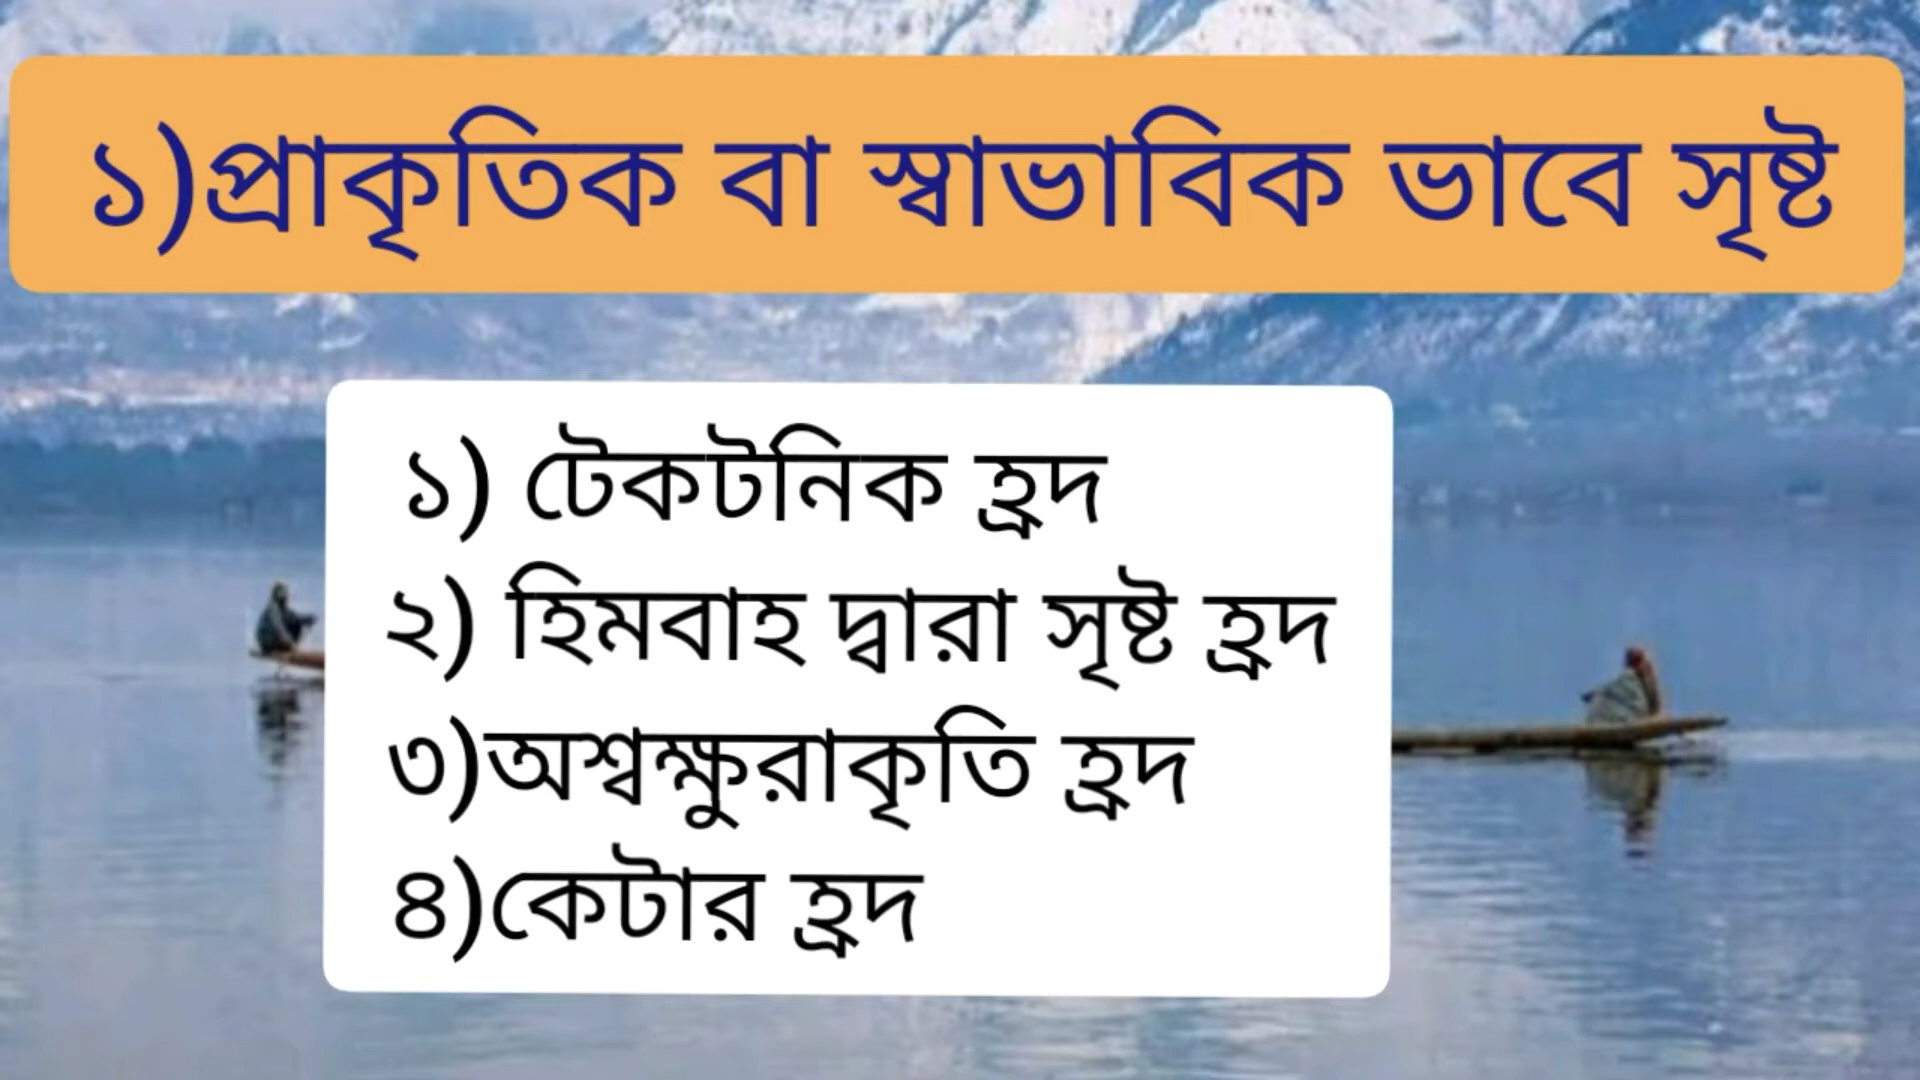 ১)প্রাকৃতিক বা স্বাভাবিক ভাবে সৃষ্ট
১) টেকটনিক হ্রদ
২) হিমবাহ দ্বারা সৃষ্ট হ্রদ
৩)অশ্বক্ষুরাকৃতি হ্রদ
৪)কেটার হ্রদ